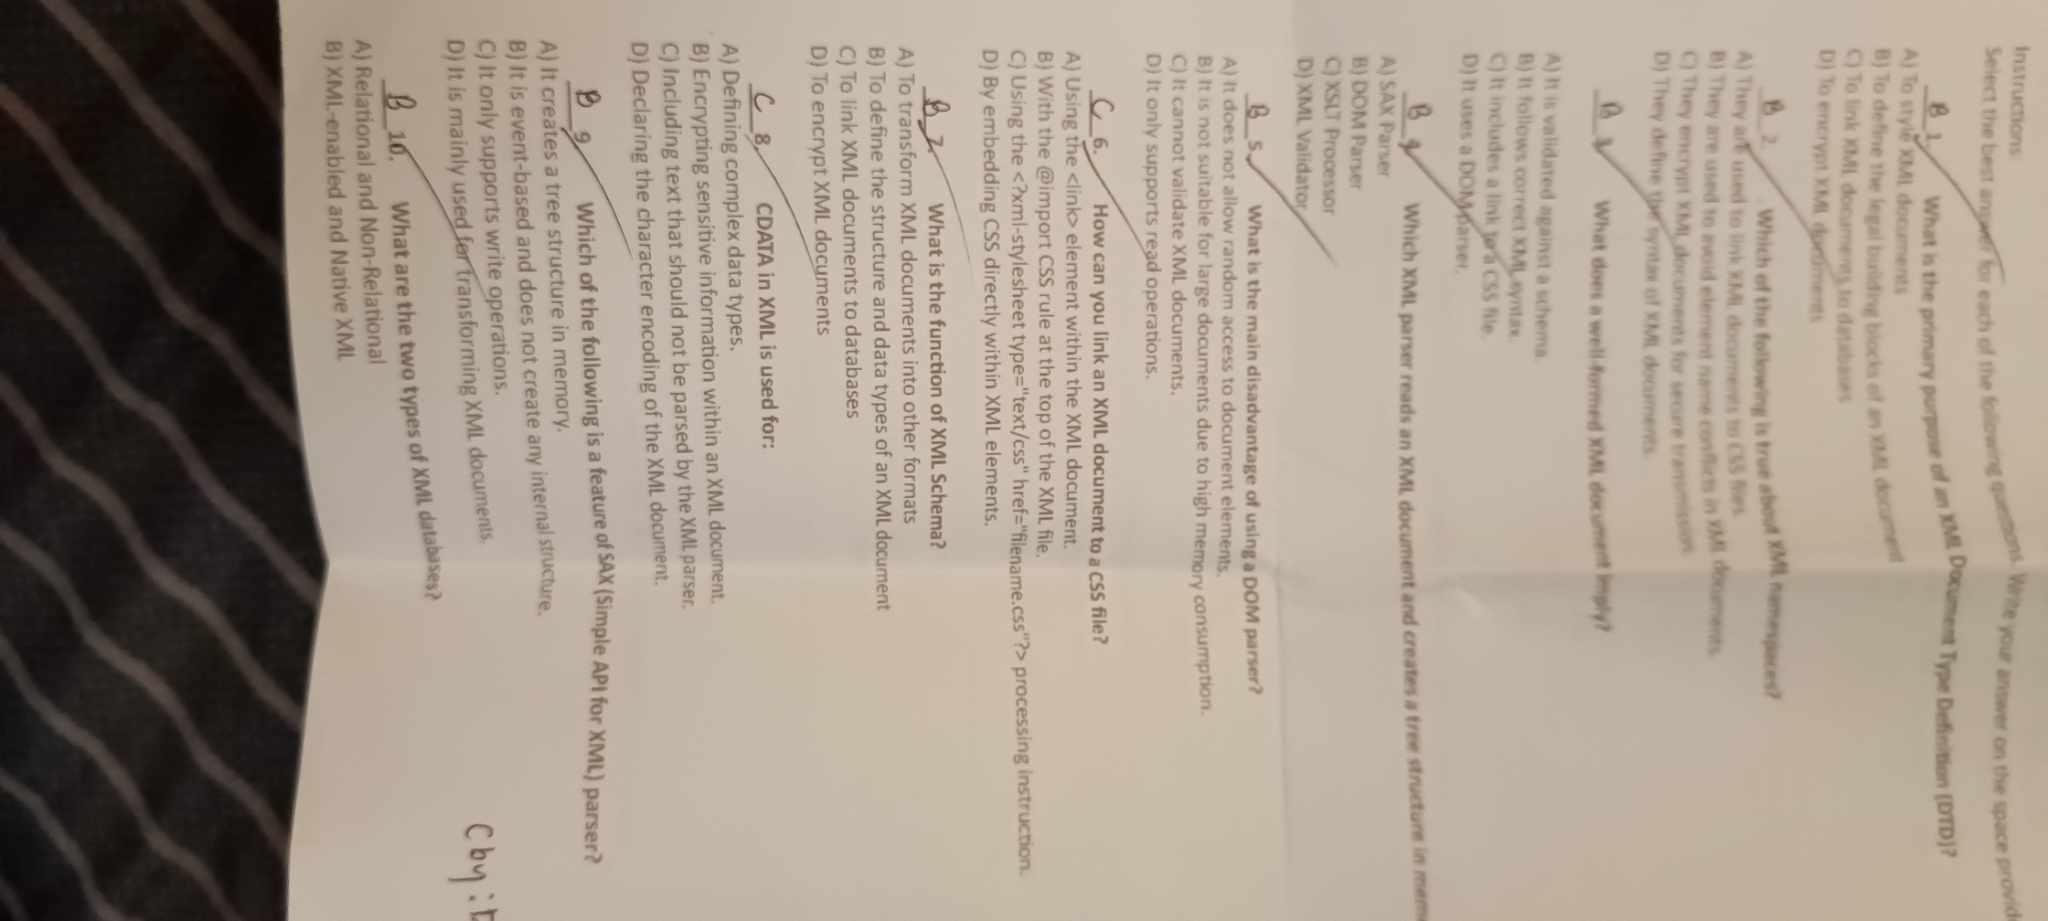 Instructions:
Select the best answer for each of the following questions. Write your answer on the space
B 1. What is the primary purpose of an XML Document Type Definition (DTD)?
A) To style XML documents
B) To define the legal building blocks of an XML document
C) To link XML documents to databases
D) To encrypt XML documents
B 2. Which of the following is true about XML namespaces?
A) They are used to link XML documents to CSS files.
B) They are used to avoid element name conflicts in XML documents.
C) They encrypt XML documents for secure transmission.
D) They define the syntax of XML documents.
B 3. What does a well-formed XML document imply?
A) It is validated against a schema.
B) It follows correct XML syntax.
C) It includes a link to a CSS file.
D) It uses a DOM parser.
B 4. Which XML parser reads an XML document and creates a tree structure in
A) SAX Parser
B) DOM Parser
C) XSLT Processor
D) XML Validator
B 5. What is the main disadvantage of using a DOM parser?
A) It does not allow random access to document elements.
B) It is not suitable for large documents due to high memory consumption.
C) It cannot validate XML documents.
D) It only supports read operations.
C 6. How can you link an XML document to a CSS file?
A) Using the <link> element within the XML document.
B) With the @import CSS rule at the top of the XML file.
C) Using the <?xml-stylesheet type="text/css" href="filename.css"?> processing instruction.
D) By embedding CSS directly within XML elements.
B 7. What is the function of XML Schema?
A) To transform XML documents into other formats
B) To define the structure and data types of an XML document
C) To link XML documents to databases
D) To encrypt XML documents
C 8. CDATA in XML is used for:
A) Defining complex data types.
B) Encrypting sensitive information within an XML document.
C) Including text that should not be parsed by the XML parser.
D) Declaring the character encoding of the XML document.
B 9. Which of the following is a feature of SAX (Simple API for XML) parser?
A) It creates a tree structure in memory.
B) It is event-based and does not create any internal structure.
C) It only supports write operations.
D) It is mainly used for transforming XML documents.
B 10. What are the two types of XML databases?
A) Relational and Non-Relational
B) XML-enabled and Native XML
C by: